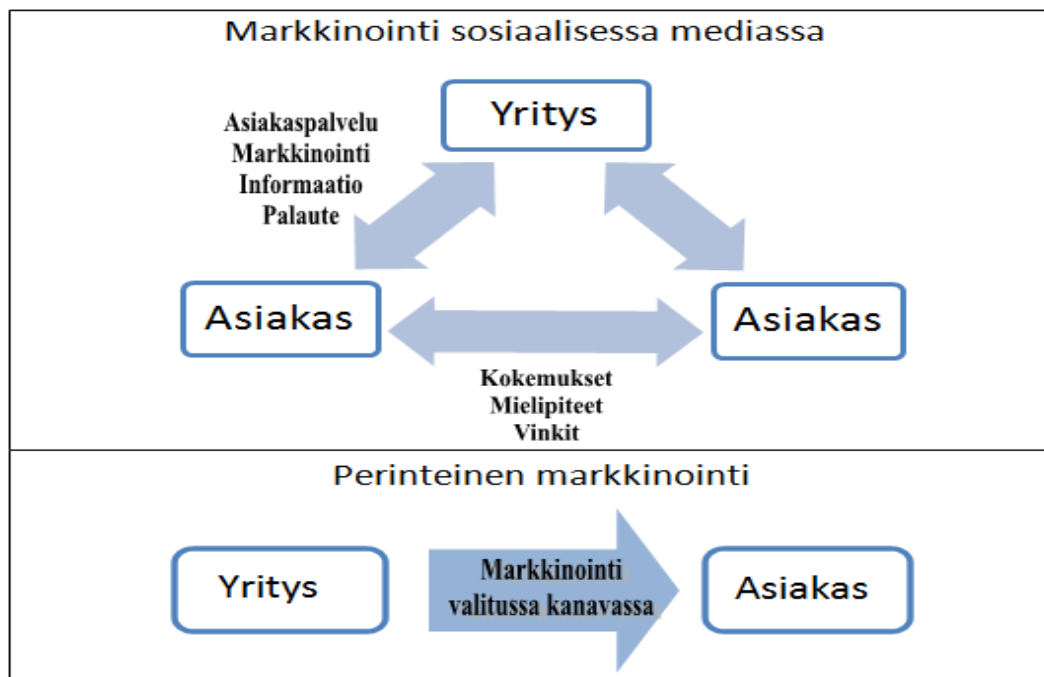 Markkinointi sosiaalisessa mediassa
Yritys
Asiakaspalvelu
Markkinointi
Informaatio
Palaute
Asiakas
Asiakas
Kokemukset
Mielipiteet
Vinkit
Perinteinen markkinointi
Yritys
Markkinointi
valitussa kanavassa
Asiakas